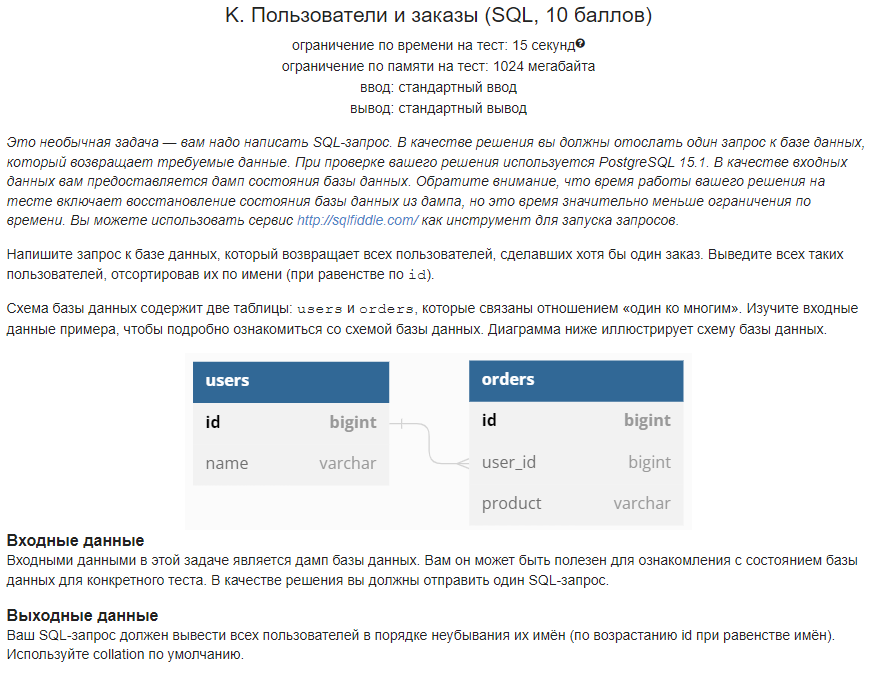 K. Пользователи и заказы (SQL, 10 баллов)
ограничение по времени на тест: 15 секунд?
ограничение по памяти на тест: 1024 мегабайта
ввод: стандартный ввод
вывод: стандартный вывод
Это необычная задача — вам надо написать SQL-запрос. В качестве решения вы должны отослать один запрос к базе данных,
который возвращает требуемые данные. При проверке вашего решения используется PostgreSQL 15.1. В качестве входных
данных вам предоставляется дамп состояния базы данных. Обратите внимание, что время работы вашего решения на
тесте включает восстановление состояния базы данных из дампа, но это время значительно меньше ограничения по
времени. Вы можете использовать сервис http://sqlfiddle.com/ как инструмент для запуска запросов.
Напишите запрос к базе данных, который возвращает всех пользователей, сделавших хотя бы один заказ. Выведите всех таких
пользователей, отсортировав их по имени (при равенстве по id).
Схема базы данных содержит две таблицы: users и orders, которые связаны отношением «один ко многим». Изучите входные
данные примера, чтобы подробно ознакомиться со схемой базы данных. Диаграмма ниже иллюстрирует схему базы данных.
users
id bigint
name varchar
orders
id bigint
user_id bigint
product varchar
Входные данные
Входными данными в этой задаче является дамп базы данных. Вам он может быть полезен для ознакомления с состоянием базы
данных для конкретного теста. В качестве решения вы должны отправить один SQL-запрос.
Выходные данные
Ваш SQL-запрос должен вывести всех пользователей в порядке неубывания их имён (по возрастанию id при равенстве имён).
Используйте collation по умолчанию.